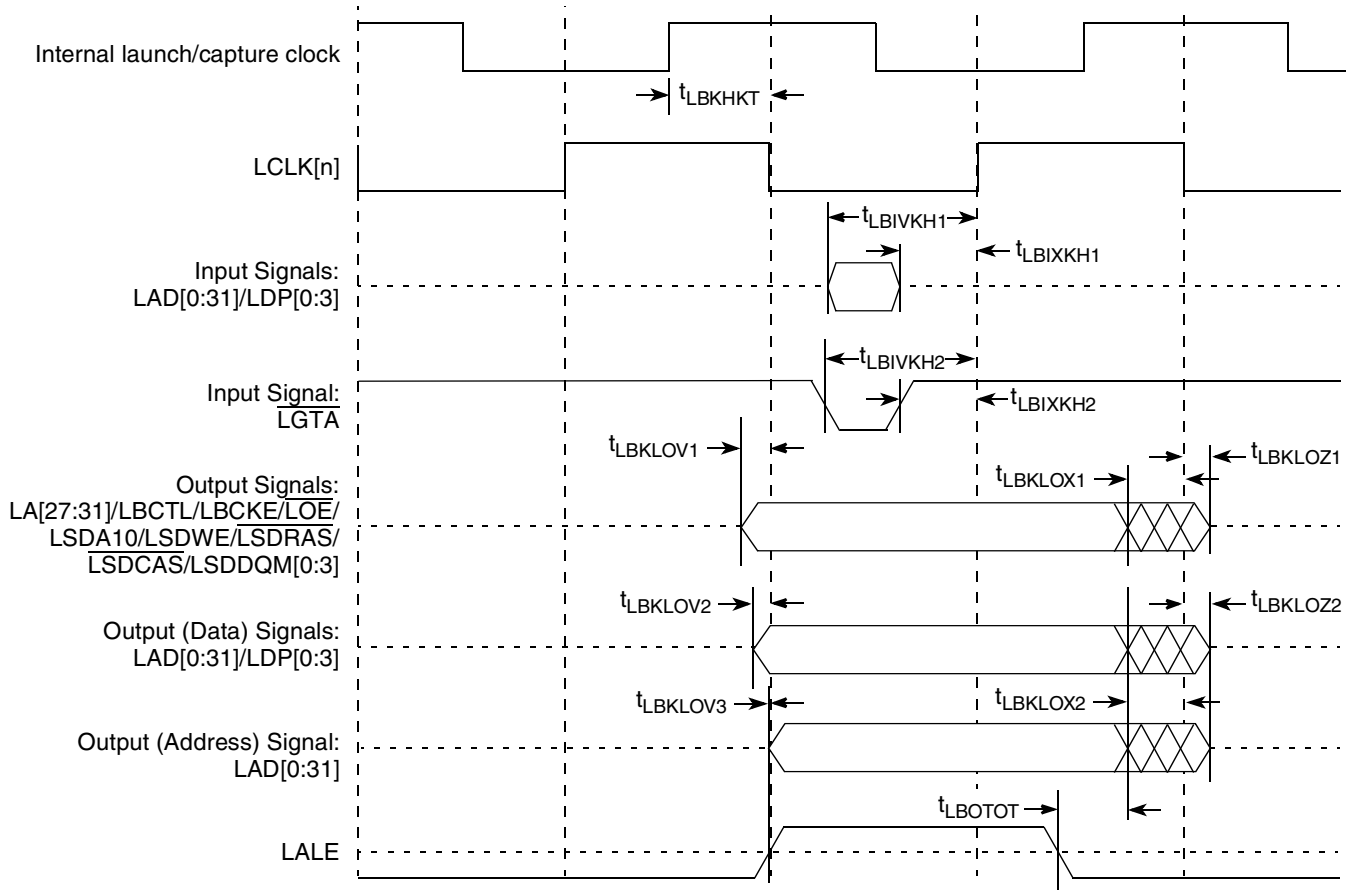 Internal launch/capture clock
tLBKHKT
LCLK[n]
tLBIVKH1
tLBIXKH1
Input Signals:
LAD[0:31]/LDP[0:3]
tLBIVKH2
Input Signal:
LGTA
tLBIXKH2
tLBKLOV1
tLBKLOZ1
tLBKLOX1
Output Signals:
LA[27:31]/LBCTL/LBCKE/LOE/
LSDA10/LSDWE/LSDRAS/
LSDCAS/LSDDQM[0:3]
tLBKLOV2
tLBKLOZ2
Output (Data) Signals:
LAD[0:31]/LDP[0:3]
tLBKLOV3
tLBKLOX2
Output (Address) Signal:
LAD[0:31]
tLBOTOT
LALE